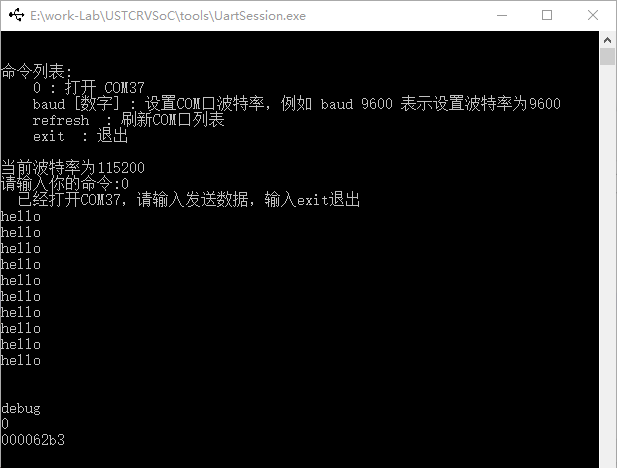 E:\work-Lab\USTCRVSoC\tools\UartSession.exe
命令列表:
0 : 打开 COM37
baud [数字] : 设置COM口波特率，例如 baud 9600 表示设置波特率为9600
refresh  : 刷新COM口列表
exit  : 退出
当前波特率为115200
请输入你的命令:0
已经打开COM37，请输入发送数据，输入exit退出
hello
hello
hello
hello
hello
hello
hello
hello
hello
hello
debug
0
000062b3